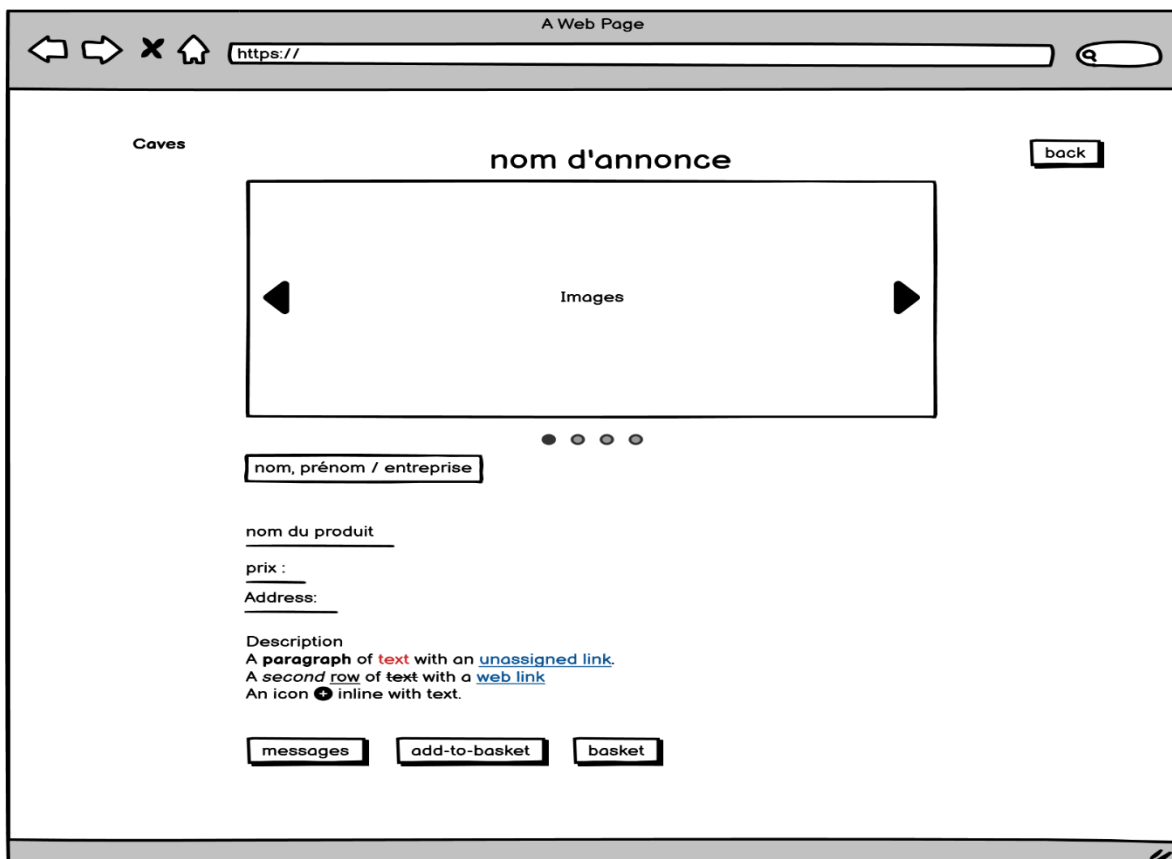 A Web Page
https://
Caves
nom d'annonce
back
Images
nom, prénom / entreprise
nom du produit
prix :
Address:
Description
A paragraph of text with an unassigned link.
A second row of text with a web link
An icon inline with text.
messages
add-to-basket
basket